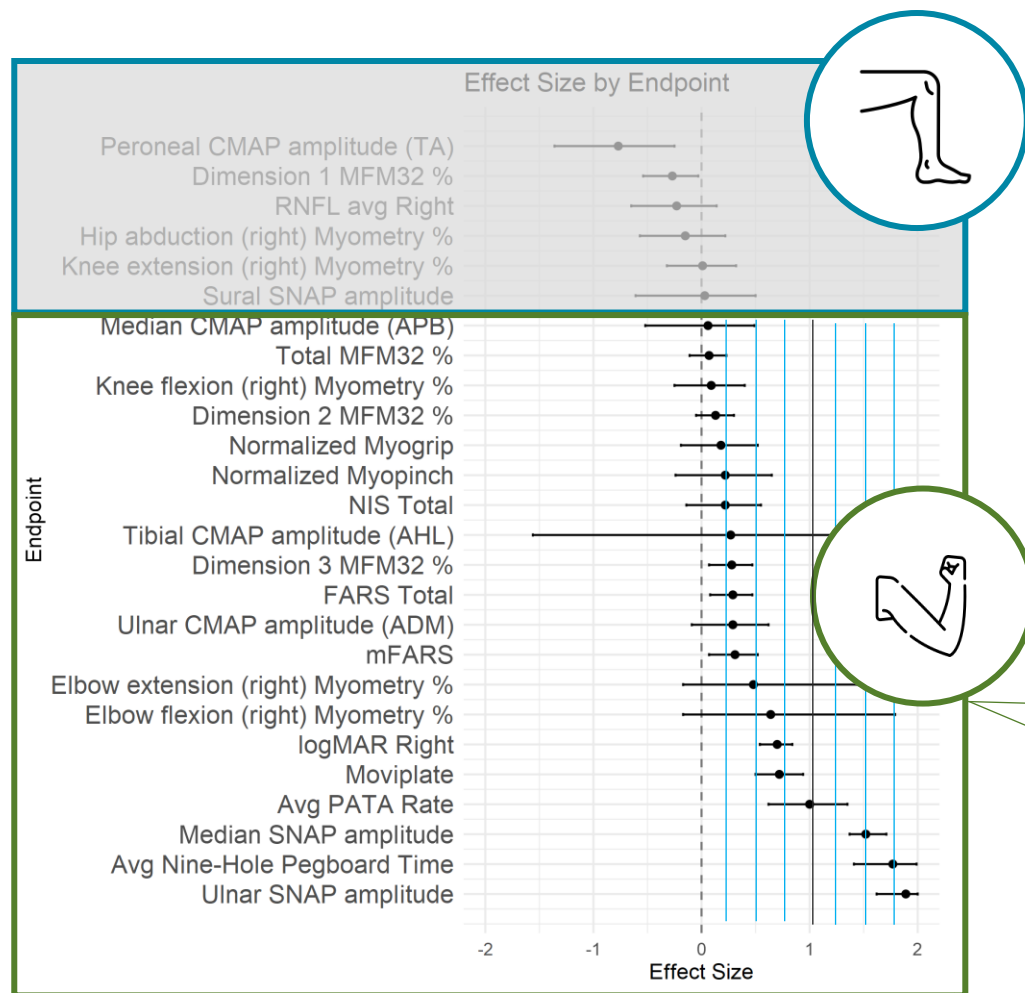 Effect Size by Endpoint
Peroneal CMAP amplitude (TA)
Dimension 1 MFM32 %
RNFL avg Right
Hip abduction (right) Myometry %
Knee extension (right) Myometry %
Sural SNAP amplitude
Median CMAP amplitude (APB)
Total MFM32 %
Knee flexion (right) Myometry %
Dimension 2 MFM32 %
Normalized Myogrip
Normalized Myopinch
NIS Total
Tibial CMAP amplitude (AHL)
Dimension 3 MFM32 %
FARS Total
Ulnar CMAP amplitude (ADM)
mFARS
Elbow extension (right) Myometry %
Elbow flexion (right) Myometry %
logMAR Right
Moviplate
Avg PATA Rate
Median SNAP amplitude
Avg Nine-Hole Pegboard Time
Ulnar SNAP amplitude
Endpoint
-2 -1 0 1 2
Effect Size